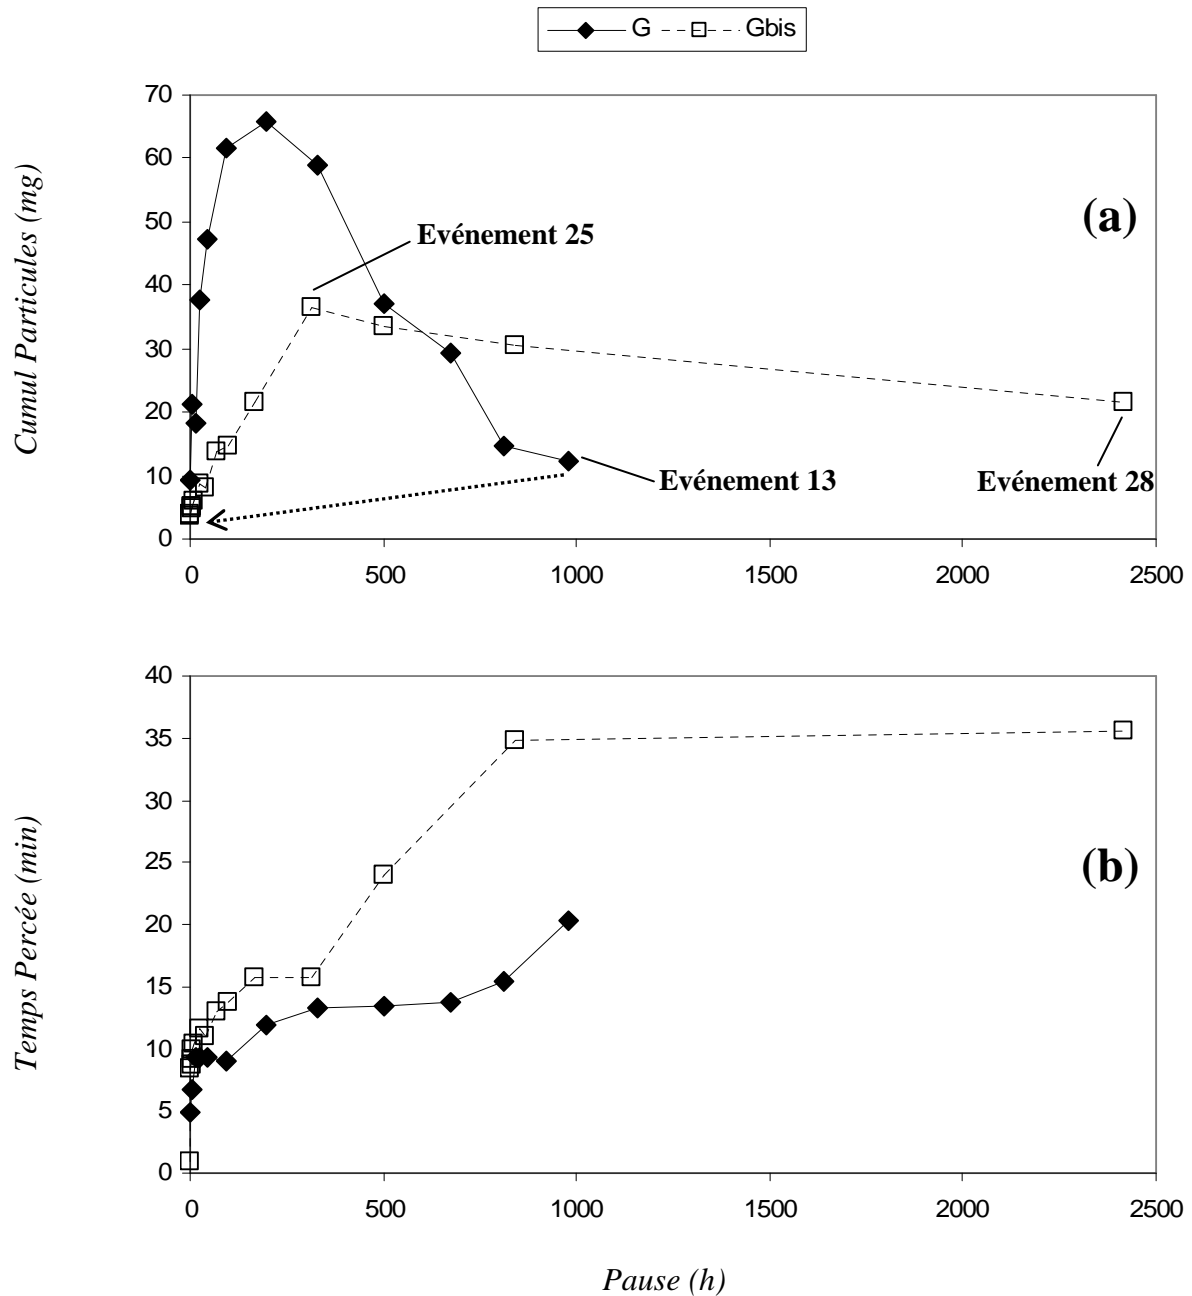 G Gbis
70
60
50
40
30
20
10
0
Cumul Particules (mg)
(a)
Evénement 25
Evénement 13
Evénement 28
0 500 1000 1500 2000 2500
40
35
30
25
20
15
10
5
0
Temps Percée (min)
(b)
0 500 1000 1500 2000 2500
Pause (h)